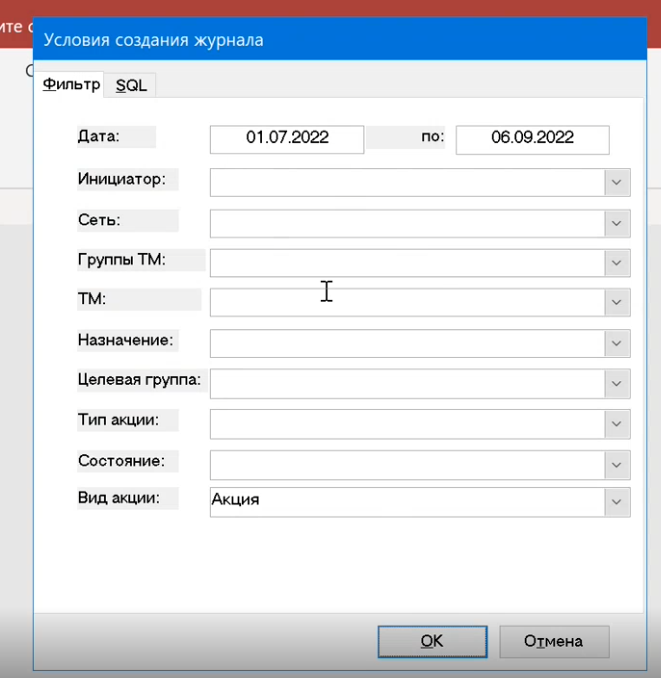 ите
Условия создания журнала
Фильтр SQL
Дата: 01.07.2022 по: 06.09.2022
Инициатор:
Сеть:
Группы ТМ:
ТМ:
Назначение:
Целевая группа:
Тип акции:
Состояние:
Вид акции: Акция
OK Отмена